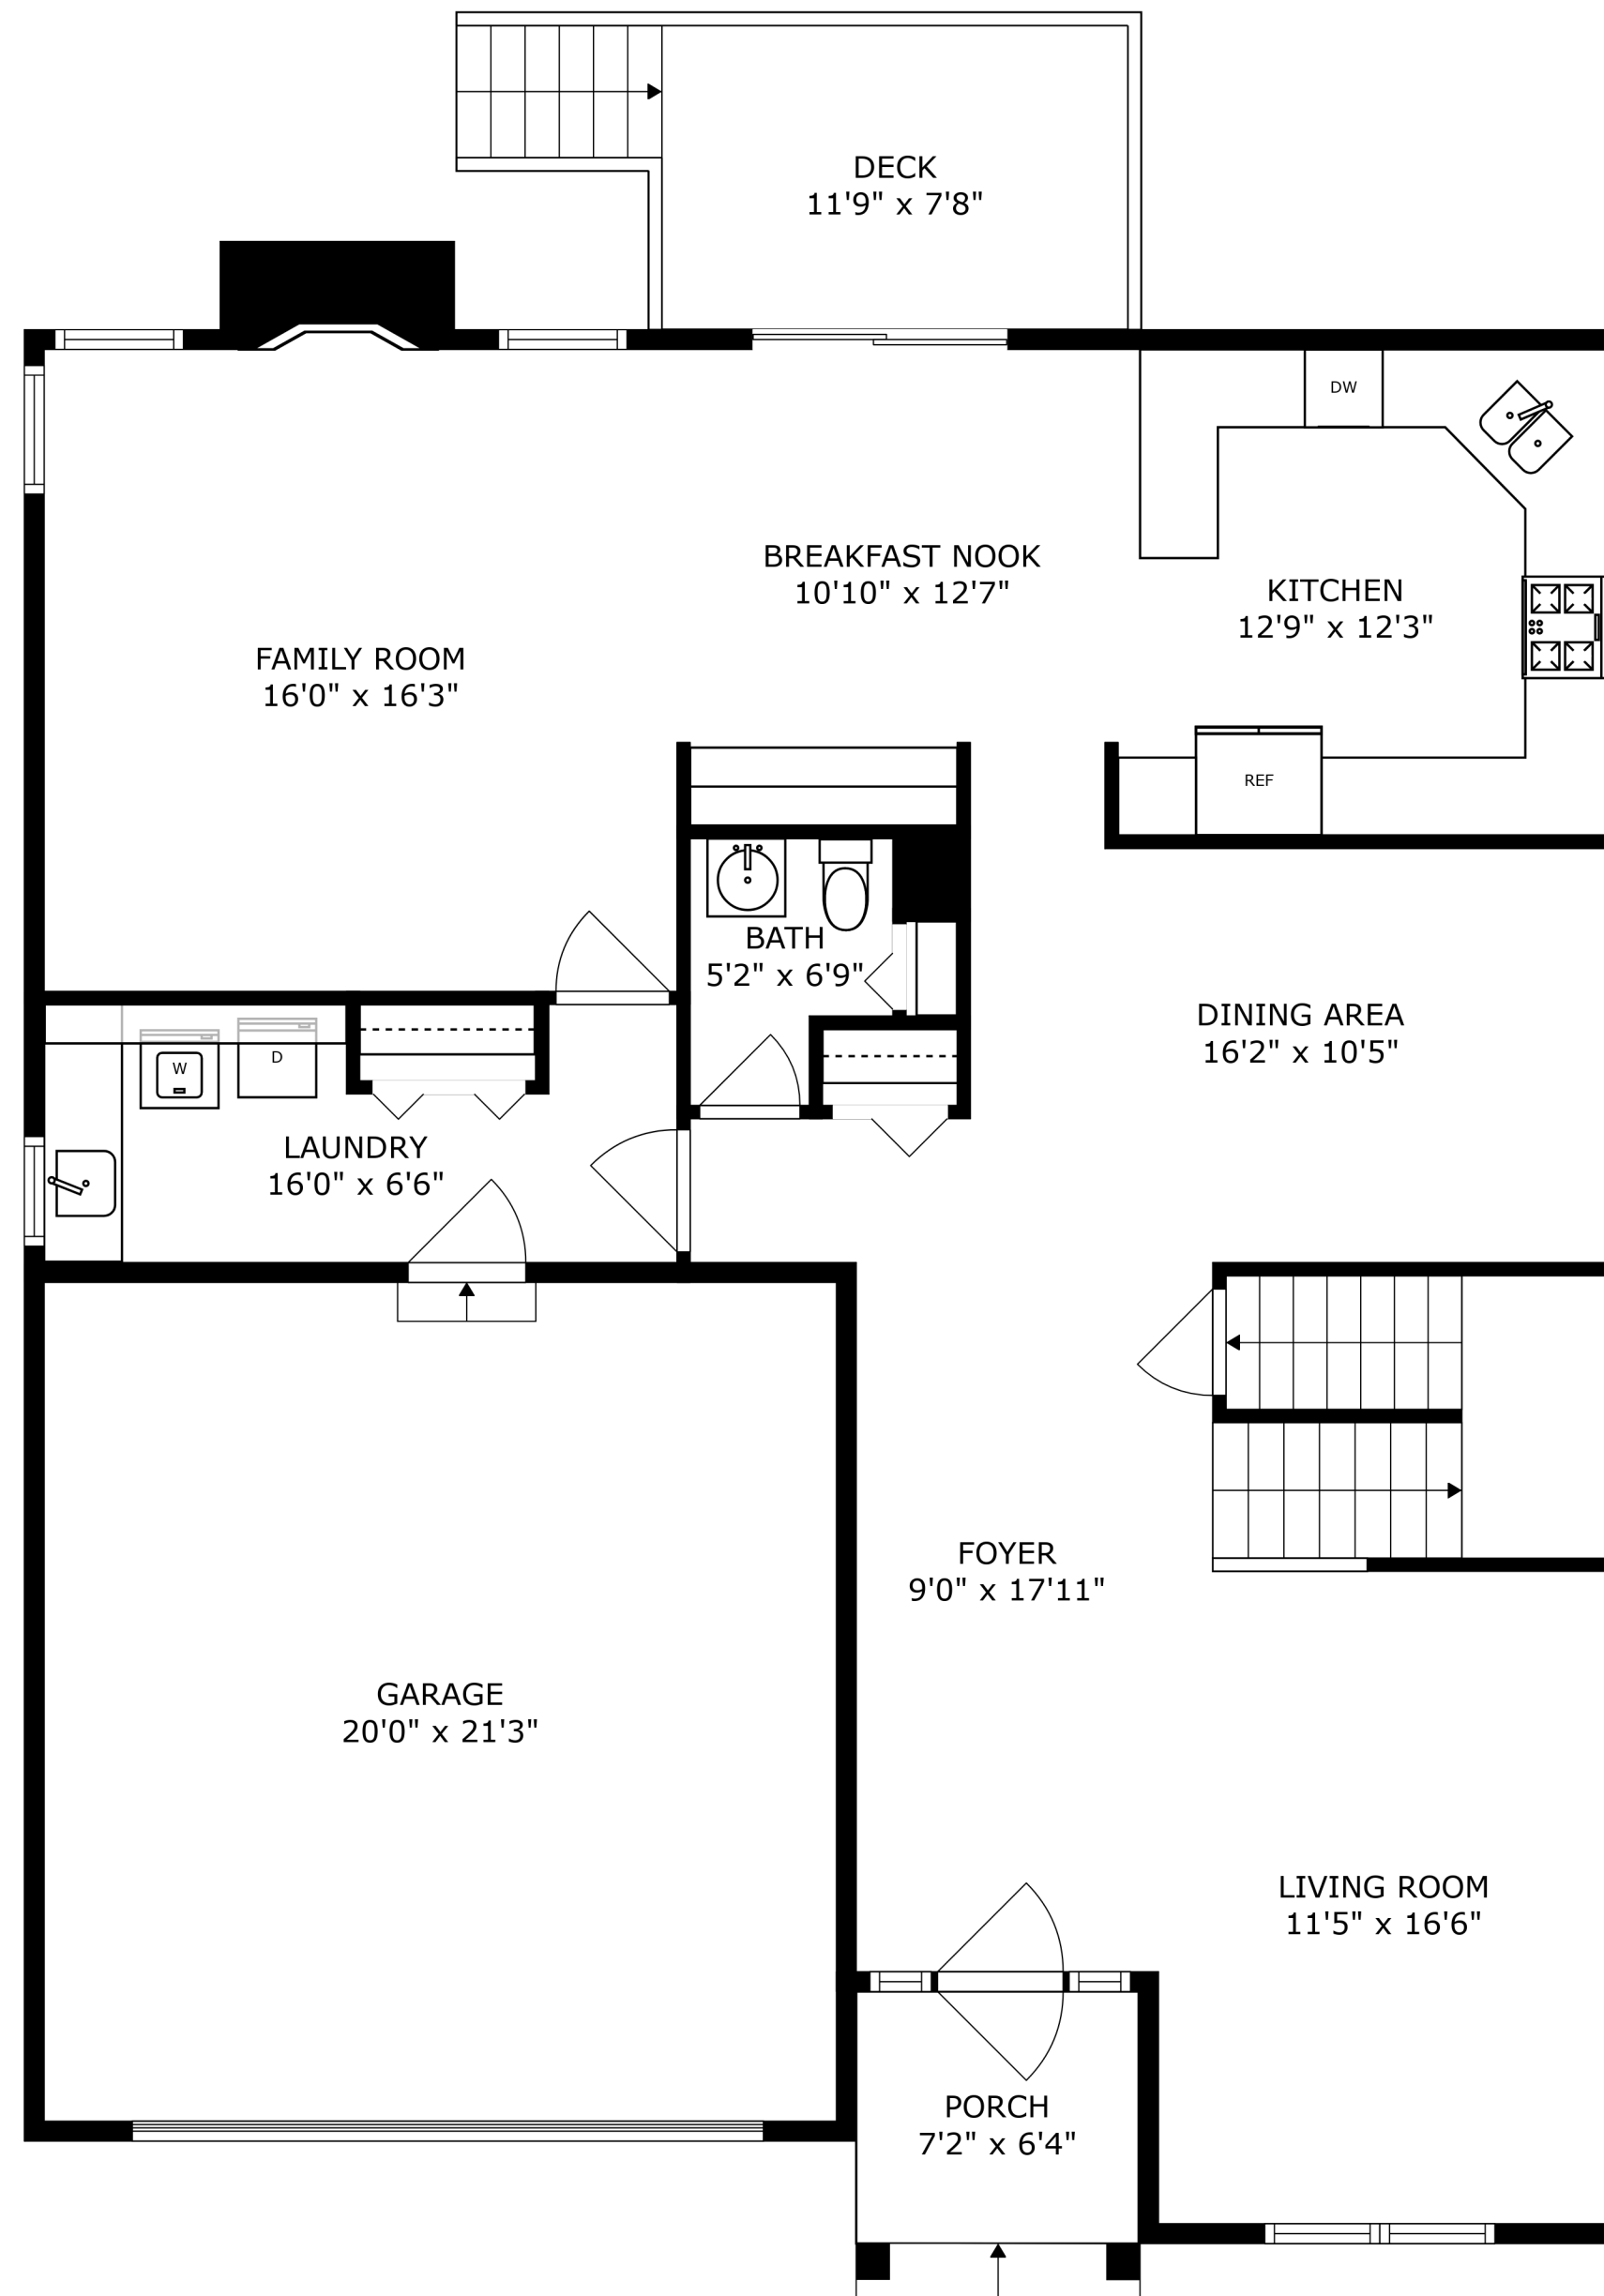 DECK
11'9" x 7'8"
DW
BREAKFAST NOOK
10'10" x 12'7"
KITCHEN
12'9" x 12'3"
FAMILY ROOM
16'0" x 16'3"
REF
BATH
5'2" x 6'9"
DINING AREA
16'2" x 10'5"
W
D
LAUNDRY
16'0" x 6'6"
FOYER
9'0" x 17'11"
GARAGE
20'0" x 21'3"
LIVING ROOM
11'5" x 16'6"
PORCH
7'2" x 6'4"